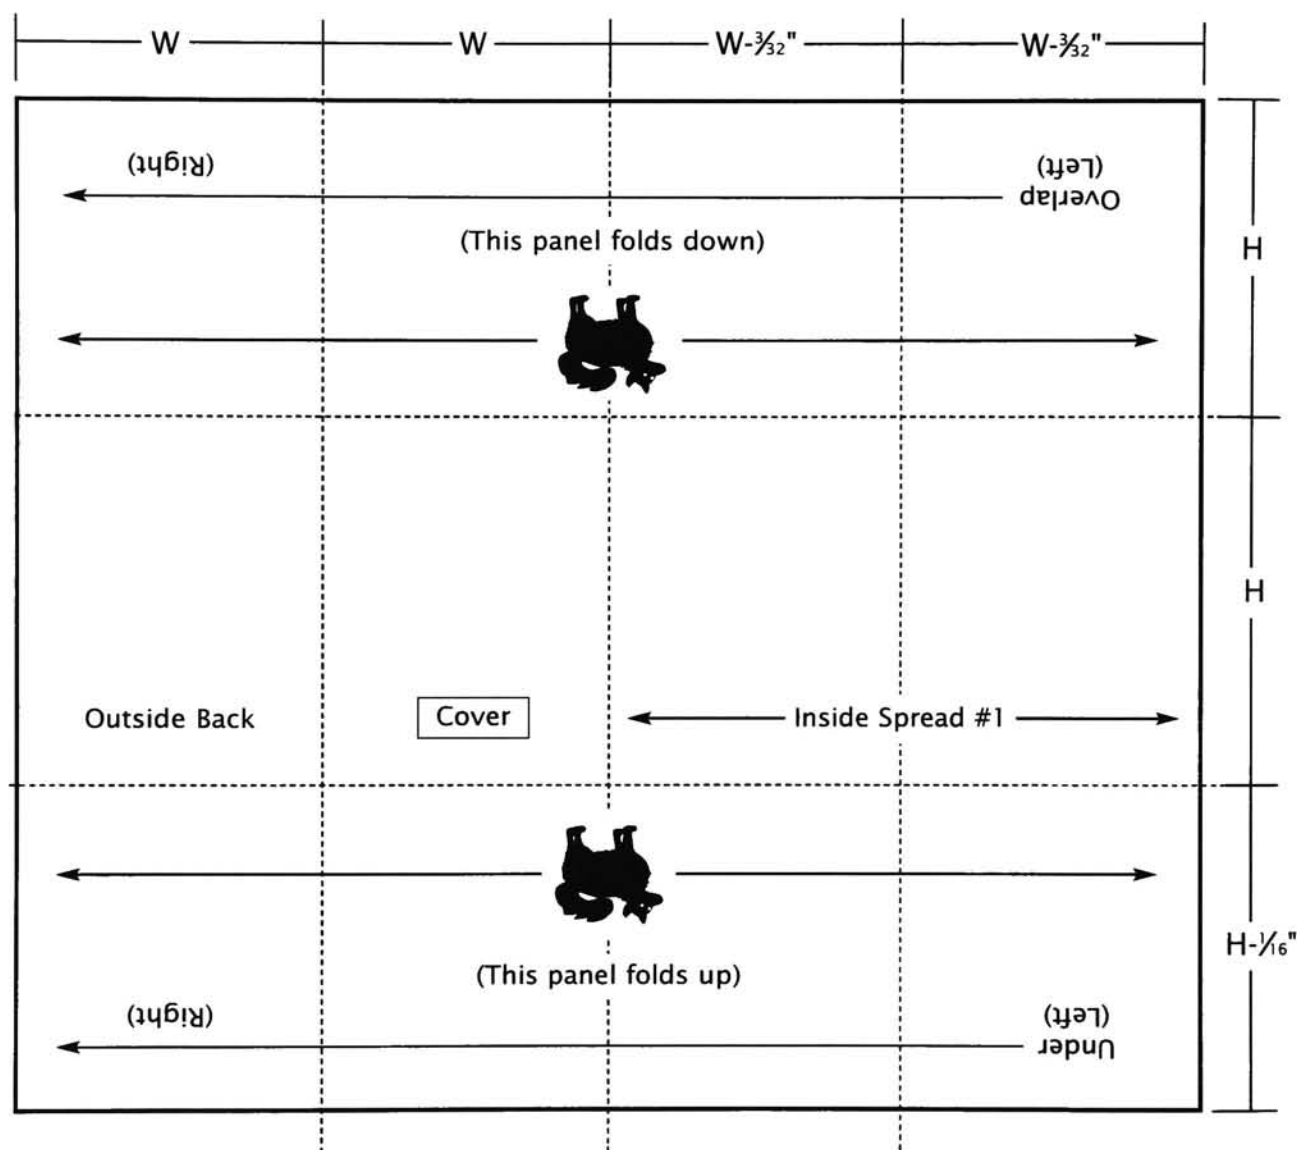 W W W-3⁄32" W-3⁄32"
(Right) (Left)
Overlap
(This panel folds down)
H
H
Outside Back Cover Inside Spread #1
H-1⁄16"
(This panel folds up)
(Right) (Left)
Under